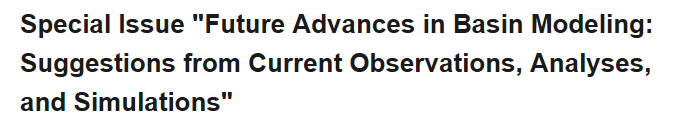 Special Issue "Future Advances in Basin Modeling:
Suggestions from Current Observations, Analyses,
and Simulations"